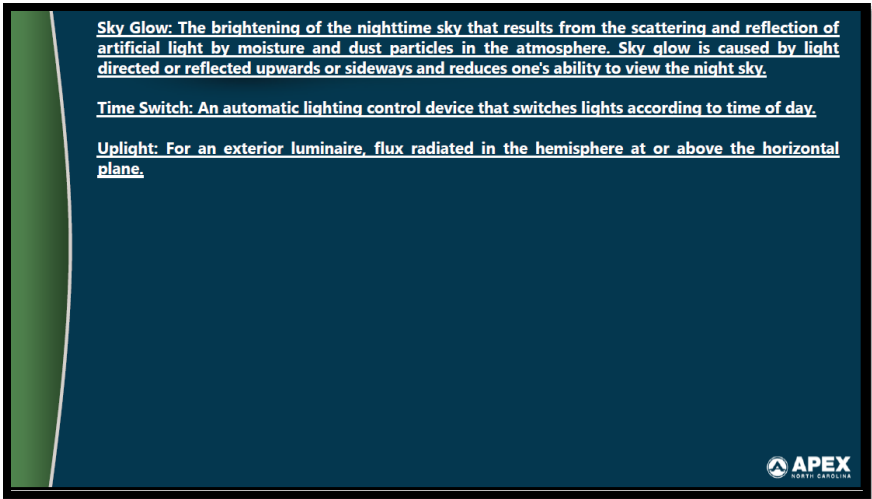 Sky Glow: The brightening of the nighttime sky that results from the scattering and reflection of
artificial light by moisture and dust particles in the atmosphere. Sky glow is caused by light
directed or reflected upwards or sideways and reduces one's ability to view the night sky.
Time Switch: An automatic lighting control device that switches lights according to time of day.
Uplight: For an exterior luminaire, flux radiated in the hemisphere at or above the horizontal
plane.
APEX
NORTH CAROLINA